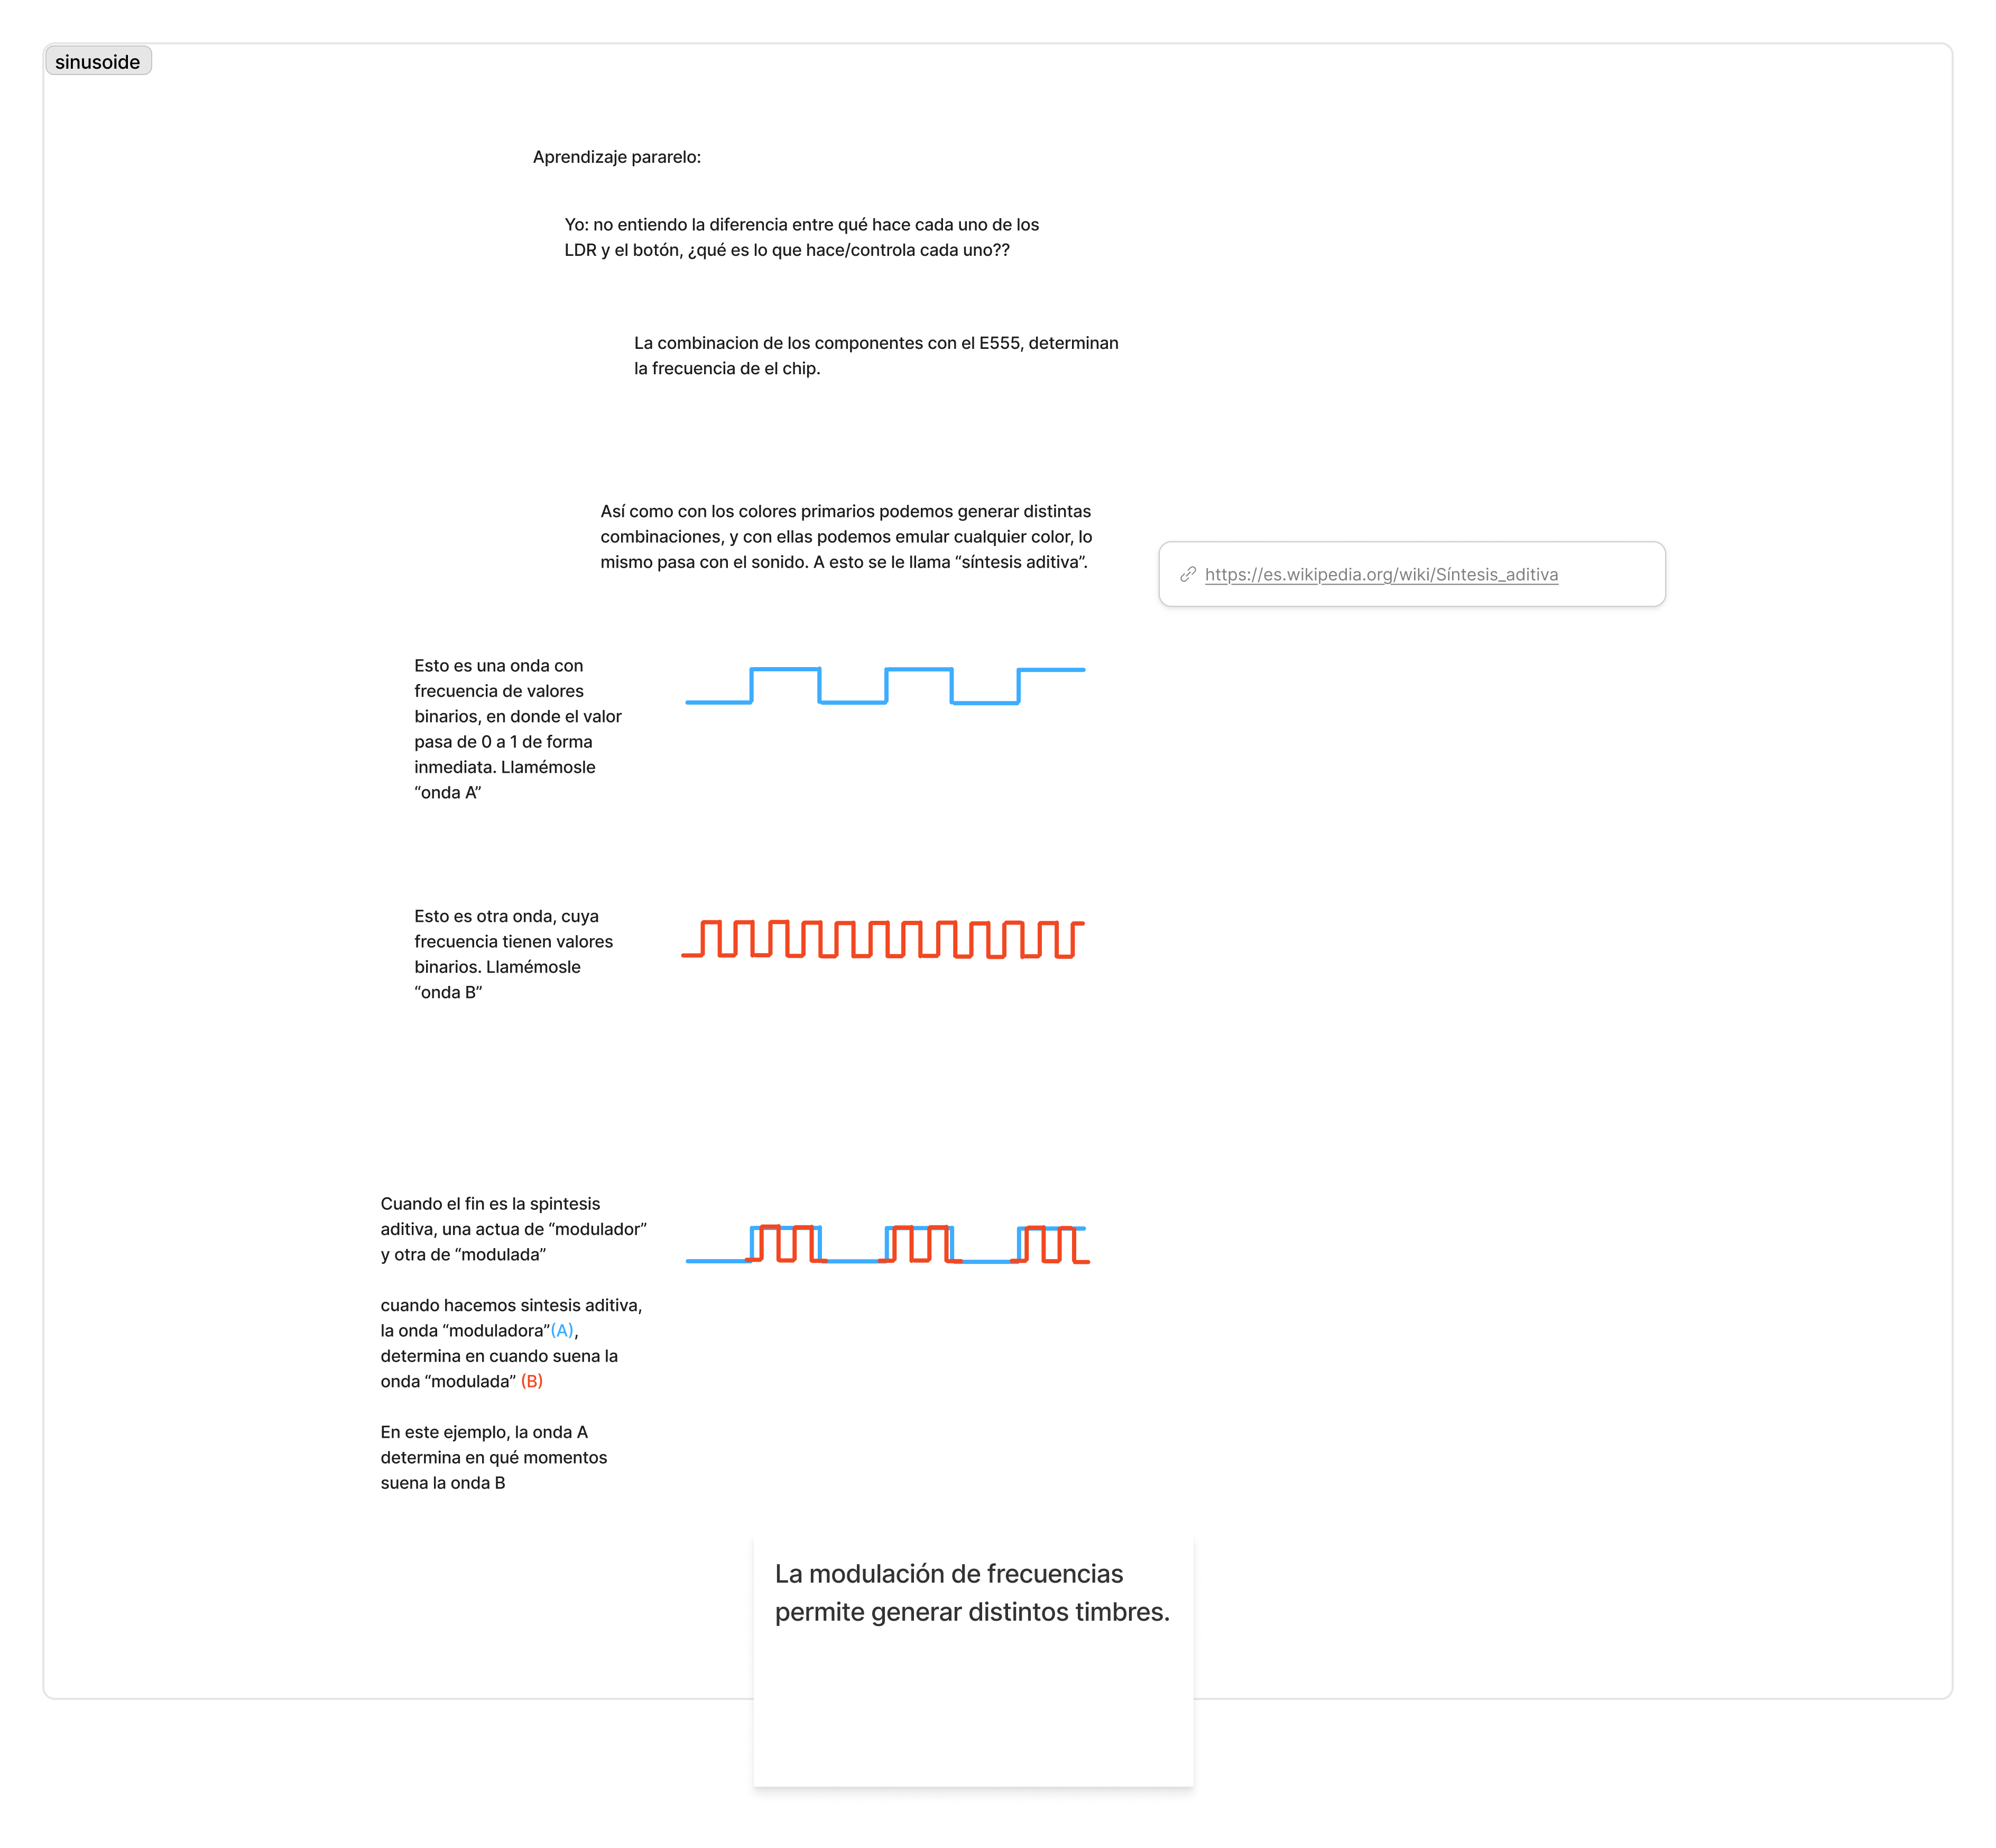 sinusoide
Aprendizaje pararelo:
Yo: no entiendo la diferencia entre qué hace cada uno de los
LDR y el botón, ¿qué es lo que hace/controla cada uno??
La combinacion de los componentes con el E555, determinan
la frecuencia de el chip.
Así como con los colores primarios podemos generar distintas
combinaciones, y con ellas podemos emular cualquier color, lo
mismo pasa con el sonido. A esto se le llama “síntesis aditiva”.
https://es.wikipedia.org/wiki/Síntesis_aditiva
Esto es una onda con
frecuencia de valores
binarios, en donde el valor
pasa de 0 a 1 de forma
inmediata. Llamémosle
“onda A”
Esto es otra onda, cuya
frecuencia tienen valores
binarios. Llamémosle
“onda B”
Cuando el fin es la spintesis
aditiva, una actua de “modulador”
y otra de “modulada”
cuando hacemos sintesis aditiva,
la onda “moduladora”(A),
determina en cuando suena la
onda “modulada” (B)
En este ejemplo, la onda A
determina en qué momentos
suena la onda B
La modulación de frecuencias
permite generar distintos timbres.